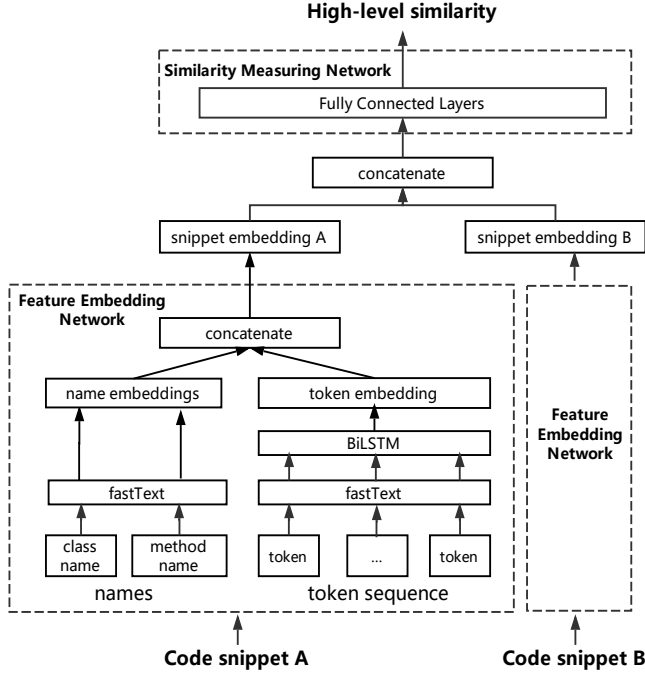 High-level similarity
Similarity Measuring Network
Fully Connected Layers
concatenate
snippet embedding A
snippet embedding B
Feature Embedding
Network
concatenate
name embeddings
token embedding
BiLSTM
fastText
fastText
class
name
method
name
token
...
token
names
token sequence
Feature
Embedding
Network
Code snippet A
Code snippet B